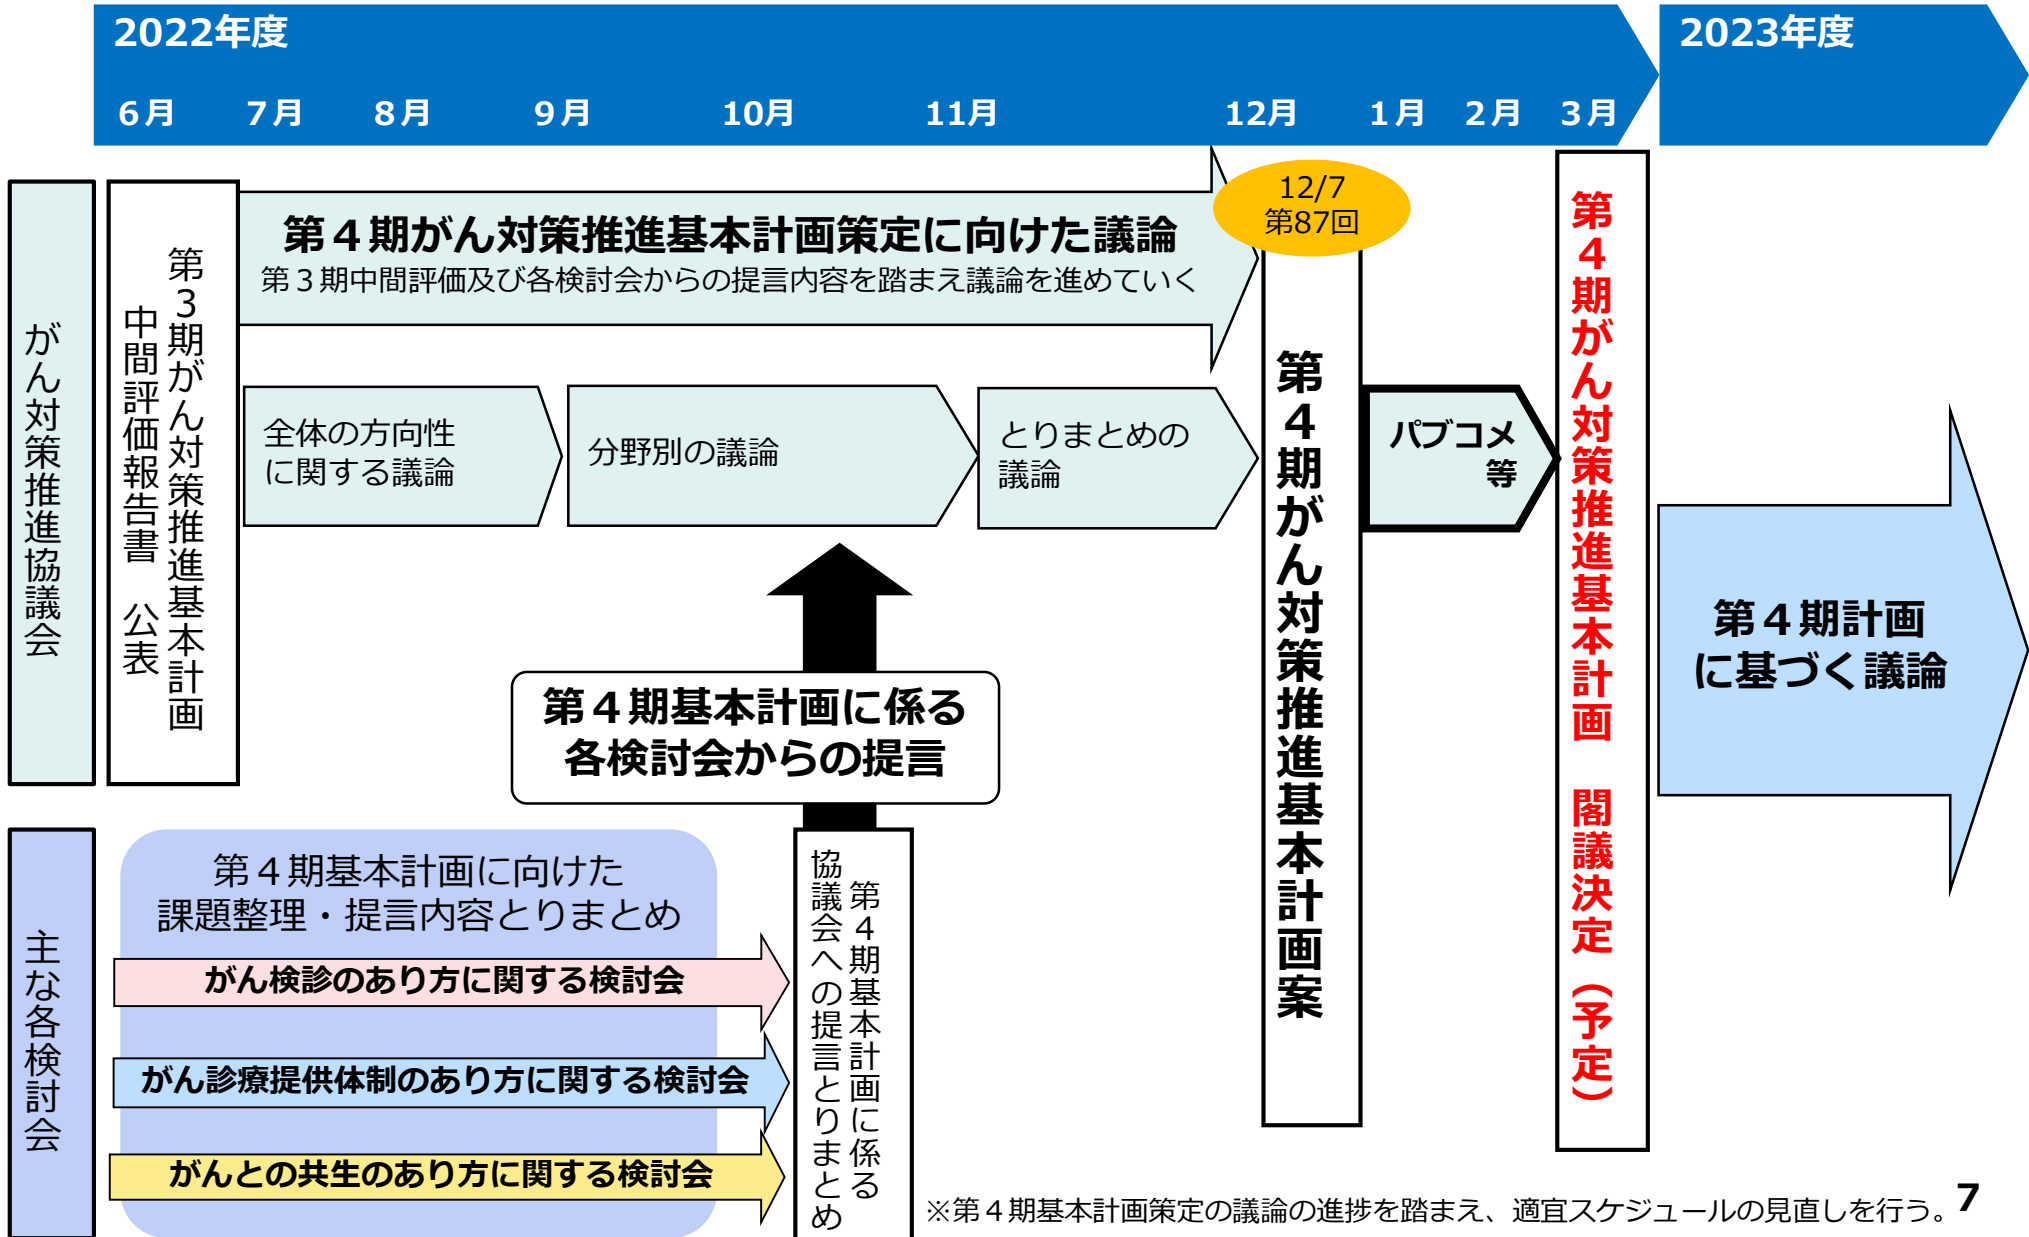 2022年度
2023年度
6月 7月 8月 9月 10月 11月 12月 1月 2月 3月
がん対策推進協議会
第3期がん対策推進基本計画
中間評価報告書 公表
第4期がん対策推進基本計画策定に向けた議論
第3期中間評価及び各検討会からの提言内容を踏まえ議論を進めていく
12/7
第87回
全体の方向性
に関する議論
分野別の議論
とりまとめの
議論
第4期がん対策推進基本計画案
パブコメ
等
第4期がん対策推進基本計画 閣議決定(予定)
第4期計画
に基づく議論
第4期基本計画に係る
各検討会からの提言
主な各検討会
第4期基本計画に向けた
課題整理・提言内容とりまとめ
がん検診のあり方に関する検討会
がん診療提供体制のあり方に関する検討会
がんとの共生のあり方に関する検討会
第4期基本計画に係る
協議会への提言とりまとめ
※第4期基本計画策定の議論の進捗を踏まえ、適宜スケジュールの見直しを行う。
7